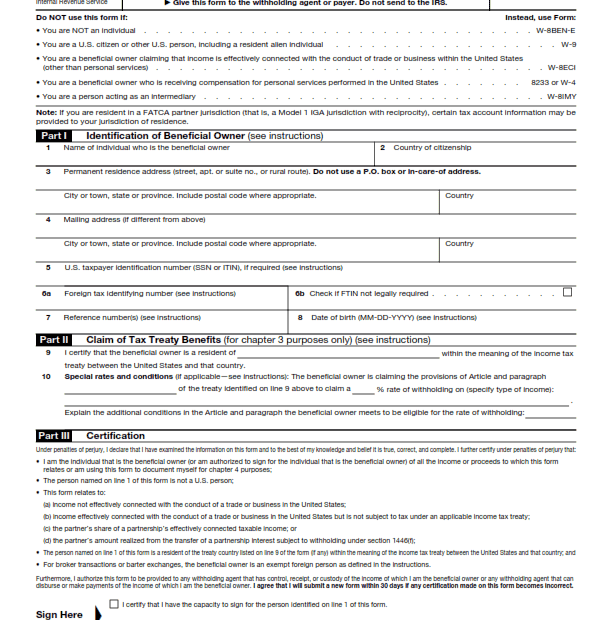 Internal Revenue Service ▶ Give this form to the withholding agent or payer. Do not send to the IRS.
Do NOT use this form if: Instead, use Form:
• You are NOT an individual . . . . . . . . . . W-8BEN-E
• You are a U.S. citizen or other U.S. person, including a resident alien individual . . . . . . . . . . W-9
• You are a beneficial owner claiming that income is effectively connected with the conduct of trade or business within the United States
(other than personal services) . . . . . . . . . . W-8ECI
• You are a beneficial owner who is receiving compensation for personal services performed in the United States . . . . . . . 8233 or W-4
• You are a person acting as an intermediary . . . . . . . . . . W-8IMY
Note: If you are resident in a FATCA partner jurisdiction (that is, a Model 1 IGA jurisdiction with reciprocity), certain tax account information may be
provided to your jurisdiction of residence.
Part I Identification of Beneficial Owner (see instructions)
1 Name of individual who is the beneficial owner 2 Country of citizenship
3 Permanent residence address (street, apt. or suite no., or rural route). Do not use a P.O. box or in-care-of address.
City or town, state or province. Include postal code where appropriate. Country
4 Mailing address (if different from above)
City or town, state or province. Include postal code where appropriate. Country
5 U.S. taxpayer identification number (SSN or ITIN), if required (see instructions)
6a Foreign tax identifying number (see instructions) 6b Check if FTIN not legally required . . . . . . . . . .
7 Reference number(s) (see instructions) 8 Date of birth (MM-DD-YYYY) (see instructions)
Part II Claim of Tax Treaty Benefits (for chapter 3 purposes only) (see instructions)
9 I certify that the beneficial owner is a resident of within the meaning of the income tax
treaty between the United States and that country.
10 Special rates and conditions (if applicable—see instructions): The beneficial owner is claiming the provisions of Article and paragraph
of the treaty identified on line 9 above to claim a % rate of withholding on (specify type of income):
.
Explain the additional conditions in the Article and paragraph the beneficial owner meets to be eligible for the rate of withholding:
Part III Certification
Under penalties of perjury, I declare that I have examined the information on this form and to the best of my knowledge and belief it is true, correct, and complete. I further certify under penalties of perjury that:
• I am the individual that is the beneficial owner (or am authorized to sign for the individual that is the beneficial owner) of all the income or proceeds to which this form
relates or am using this form to document myself for chapter 4 purposes;
• The person named on line 1 of this form is not a U.S. person;
• This form relates to:
(a) income not effectively connected with the conduct of a trade or business in the United States;
(b) income effectively connected with the conduct of a trade or business in the United States but is not subject to tax under an applicable income tax treaty;
(c) the partner's share of a partnership's effectively connected taxable income; or
(d) the partner's amount realized from the transfer of a partnership interest subject to withholding under section 1446(f);
• The person named on line 1 of this form is a resident of the treaty country listed on line 9 of the form (if any) within the meaning of the income tax treaty between the United States and that country; and
• For broker transactions or barter exchanges, the beneficial owner is an exempt foreign person as defined in the instructions.
Furthermore, I authorize this form to be provided to any withholding agent that has control, receipt, or custody of the income of which I am the beneficial owner or any withholding agent that can
disburse or make payments of the income of which I am the beneficial owner. I agree that I will submit a new form within 30 days if any certification made on this form becomes incorrect.
I certify that I have the capacity to sign for the person identified on line 1 of this form.
Sign Here